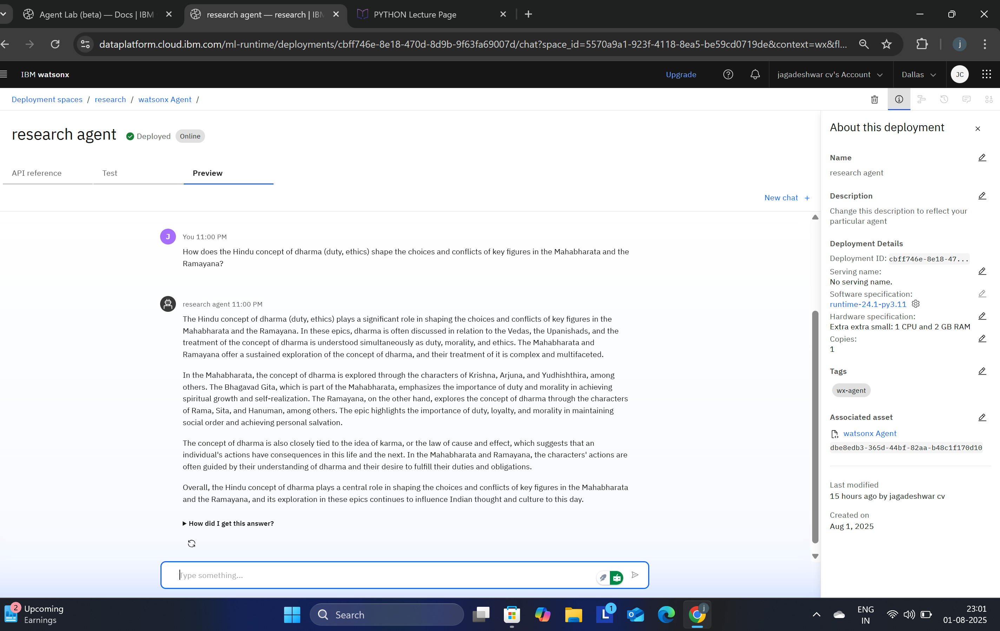 Agent Lab (beta) — Docs | IBM
research agent — research | IBM
PYTHON Lecture Page
dataplatform.cloud.ibm.com/ml-runtime/deployments/cbff746e-8e18-470d-8d9b-9f63fa69007d/chat?space_id=5570a9a1-923f-4118-8ea5-be59cd0719de&context=wx&fl...
j
IBM watsonx
Upgrade
jagadeshwar cv's Account
Dallas
JC
Deployment spaces / research / watsonx Agent /
research agent
Deployed
Online
API reference
Test
Preview
New chat +
J
You 11:00 PM
How does the Hindu concept of dharma (duty, ethics) shape the choices and conflicts of key figures in the Mahabharata and the
Ramayana?
research agent 11:00 PM
The Hindu concept of dharma (duty, ethics) plays a significant role in shaping the choices and conflicts of key figures in the
Mahabharata and the Ramayana. In these epics, dharma is often discussed in relation to the Vedas, the Upanishads, and the
treatment of the concept of dharma is understood simultaneously as duty, morality, and ethics. The Mahabharata and
Ramayana offer a sustained exploration of the concept of dharma, and their treatment of it is complex and multifaceted.
In the Mahabharata, the concept of dharma is explored through the characters of Krishna, Arjuna, and Yudhishthira, among
others. The Bhagavad Gita, which is part of the Mahabharata, emphasizes the importance of duty and morality in achieving
spiritual growth and self-realization. The Ramayana, on the other hand, explores the concept of dharma through the characters
of Rama, Sita, and Hanuman, among others. The epic highlights the importance of duty, loyalty, and morality in maintaining
social order and achieving personal salvation.
The concept of dharma is also closely tied to the idea of karma, or the law of cause and effect, which suggests that an
individual's actions have consequences in this life and the next. In the Mahabharata and Ramayana, the characters' actions are
often guided by their understanding of dharma and their desire to fulfill their duties and obligations.
Overall, the Hindu concept of dharma plays a central role in shaping the choices and conflicts of key figures in the Mahabharata
and the Ramayana, and its exploration in these epics continues to influence Indian thought and culture to this day.
How did I get this answer?
Type something...
About this deployment
Name
research agent
Description
Change this description to reflect your
particular agent
Deployment Details
Deployment ID: cbff746e-8e18-47...
Serving name:
No serving name.
Software specification:
runtime-24.1-py3.11
Hardware specification:
Extra extra small: 1 CPU and 2 GB RAM
Copies:
1
Tags
wx-agent
Associated asset
watsonx Agent
dbe8edb3-365d-44bf-82aa-b48c1f170d10
Last modified
15 hours ago by jagadeshwar cv
Created on
Aug 1, 2025
2
Upcoming
Earnings
Search
L
1
j
ENG
IN
23:01
01-08-2025